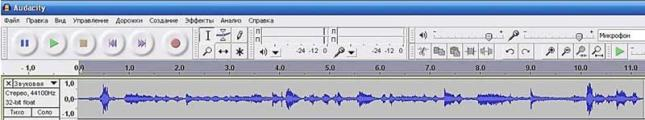 Audacity
Файл Правка Вид Управление Дорожки Создание Эффекты Анализ Справка
Л П Л П
-24 -12 0 -24 -12 0 Микрофон
- 1,0 0,0 1,0 2,0 3,0 4,0 5,0 6,0 7,0 8,0 9,0 10,0 11,0
X Звуковая 1,0
Стерео, 44100Hz
32-bit float 0,0-
Тихо Соло -1,0